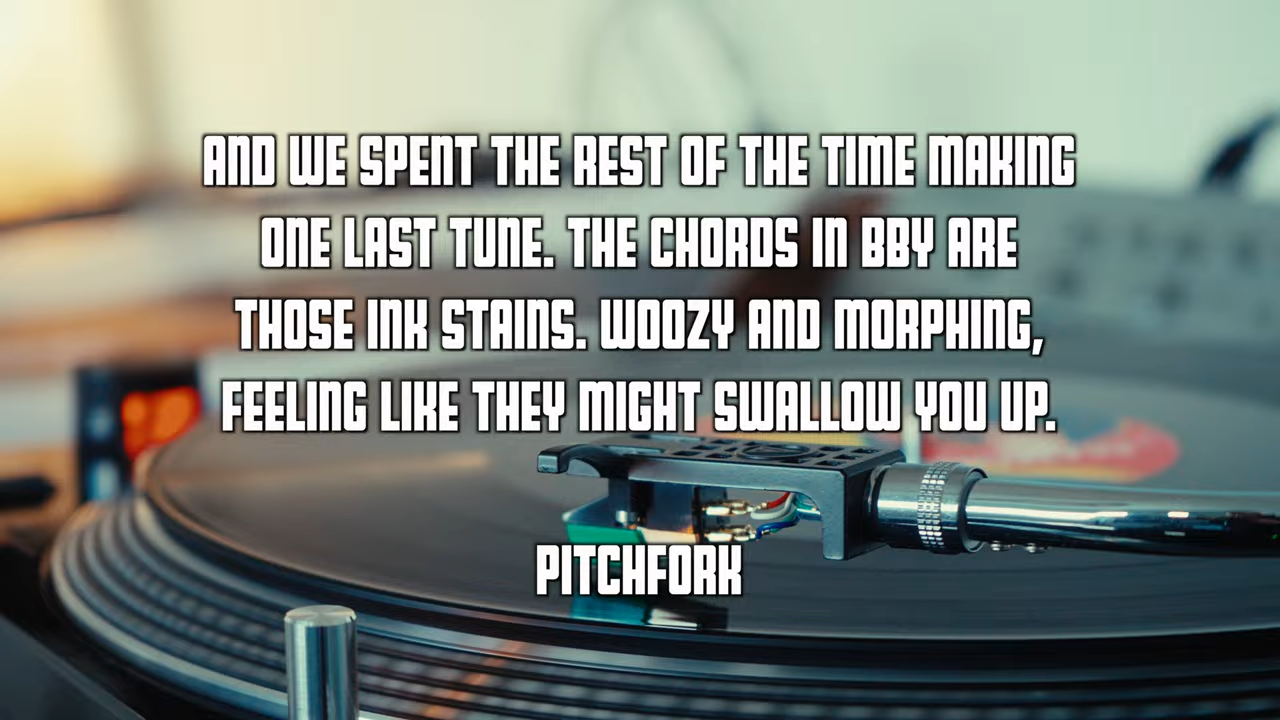 AND WE SPENT THE REST OF THE TIME MAKING
ONE LAST TUNE. THE CHORDS IN BBY ARE
THOSE INK STAINS. WOOZY AND MORPHING,
FEELING LIKE THEY MIGHT SWALLOW YOU UP.
PITCHFORK